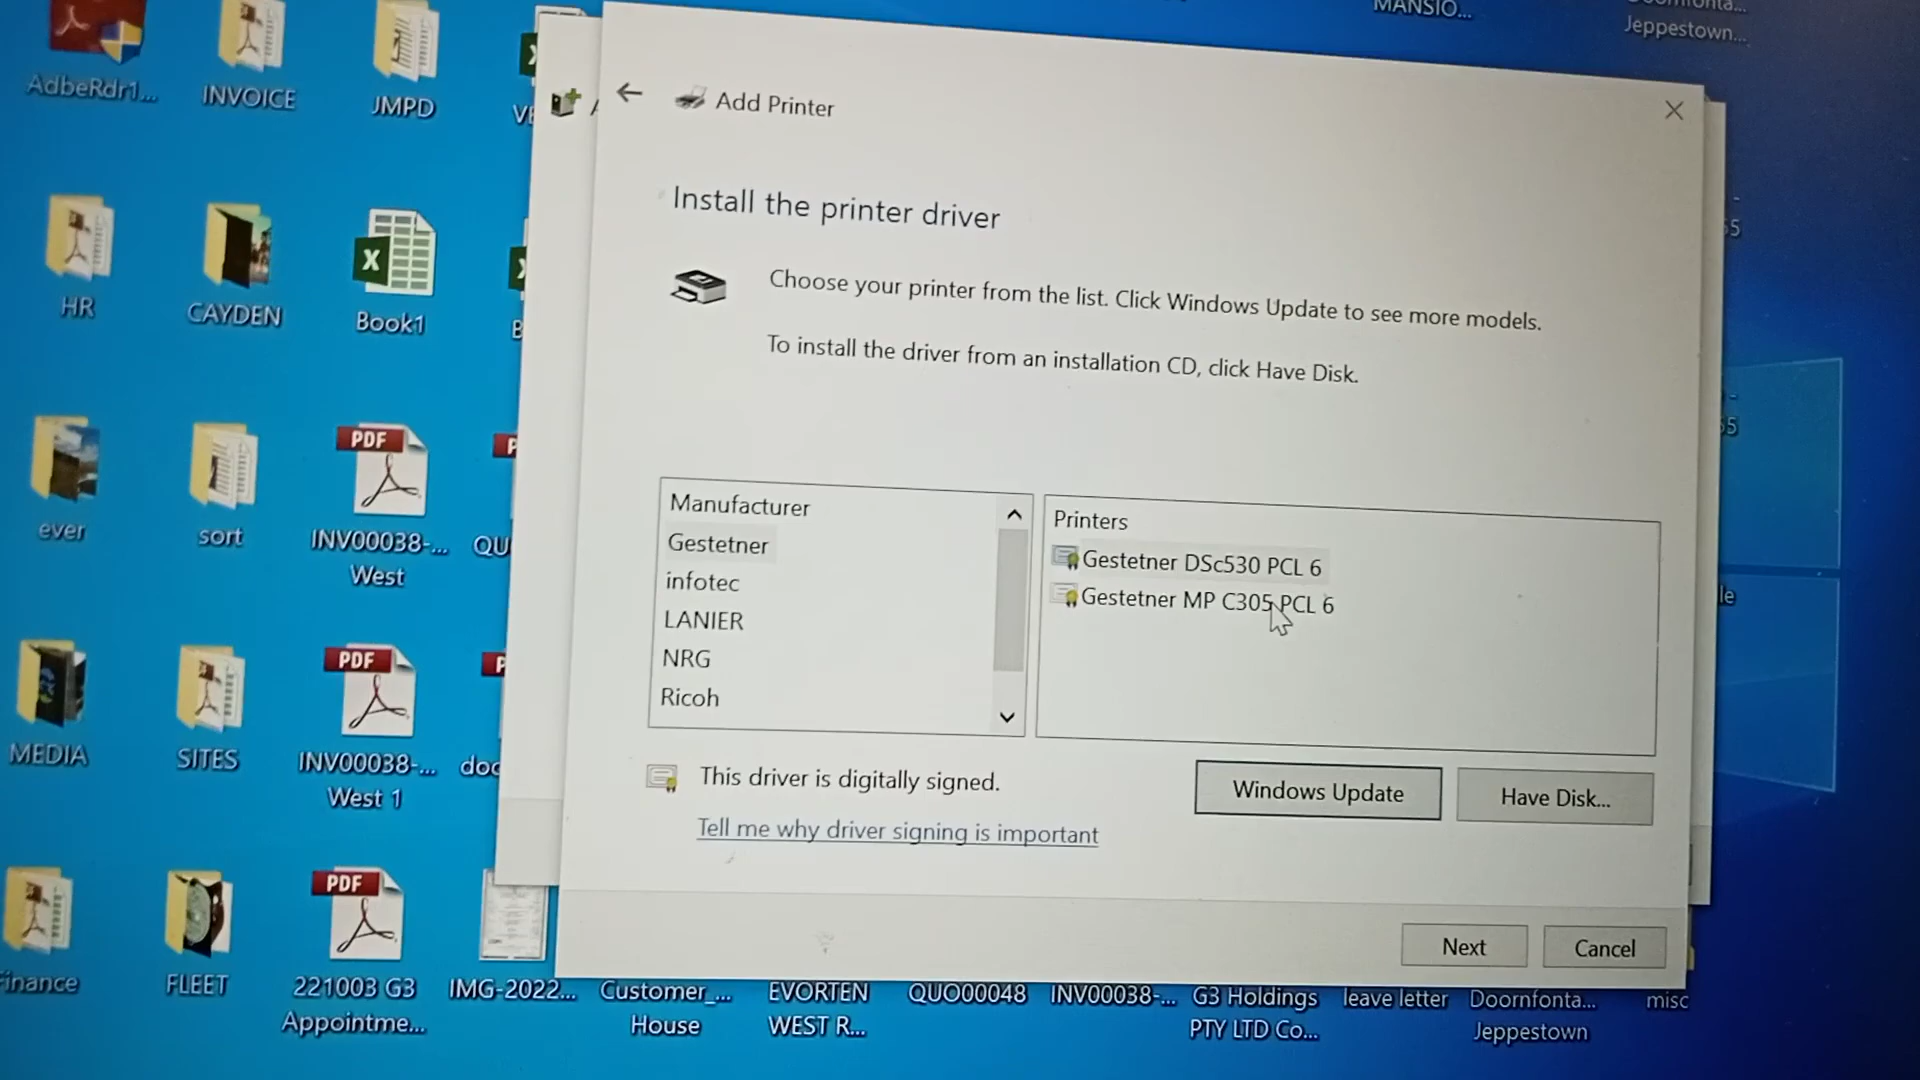 MANSIO...
Jeppestown...
AdbeRdr1...
INVOICE
JMPD
Add Printer
Install the printer driver
HR
CAYDEN
Book1
Choose your printer from the list. Click Windows Update to see more models.
To install the driver from an installation CD, click Have Disk.
Manufacturer
Gestetner
infotec
LANIER
NRG
Ricoh
Printers
Gestetner DSc530 PCL 6
Gestetner MP C305 PCL 6
ever
sort
PDF
INV00038-...
West
QU
MEDIA
SITES
PDF
INV00038-...
West 1
doc
This driver is digitally signed.
Tell me why driver signing is important
Windows Update
Have Disk...
Next
Cancel
Finance
FLEET
PDF
221003 G3
Appointme...
IMG-2022...
Customer_...
House
EVORTEN
WEST R...
QUO00048
INV00038-...
G3 Holdings
PTY LTD Co...
leave letter
Doornfonta...
Jeppestown
misc